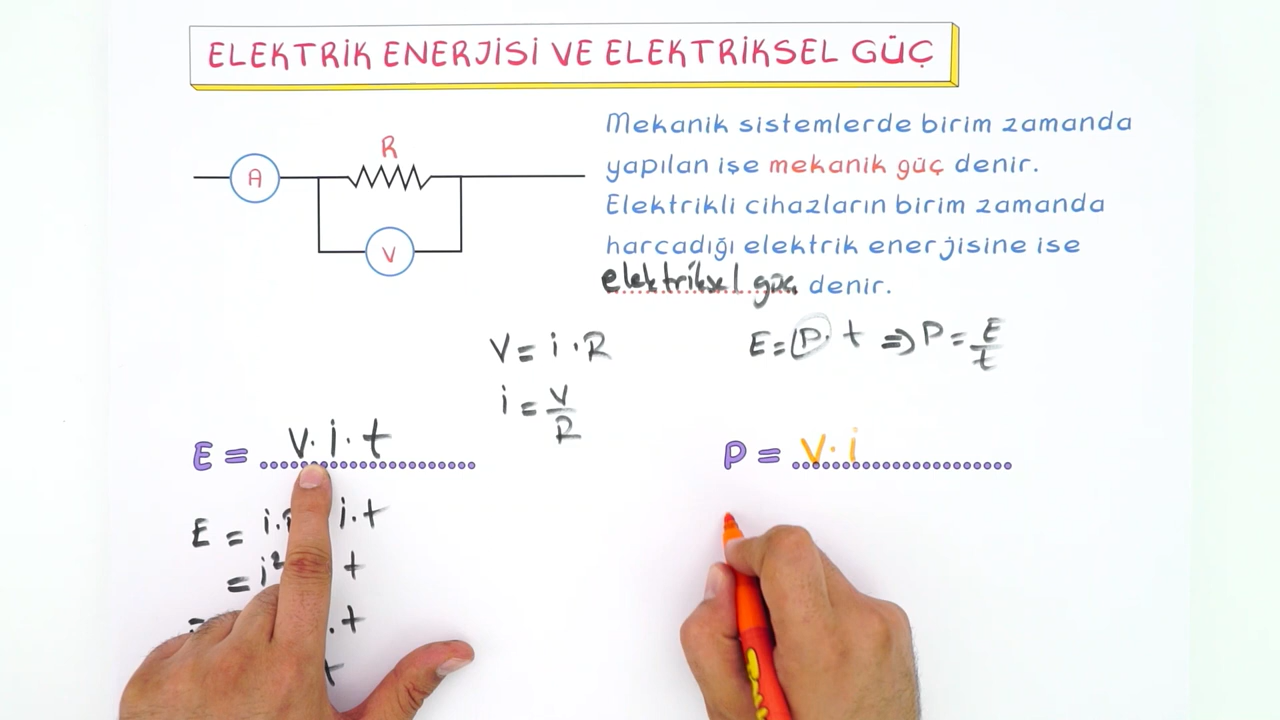 ELEKTRİK ENERJİSİ VE ELEKTRİKSEL GÜÇ
R
A
V
Mekanik sistemlerde birim zamanda
yapılan işe mekanik güç denir.
Elektrikli cihazların birim zamanda
harcadığı elektrik enerjisine ise
elektriksel güç denir.
V = i · R
i = V/R
E = P · t ⇒ P = E/t
E = V · i · t
P = V · i
E = i · i · t
= i² t
= . t
t